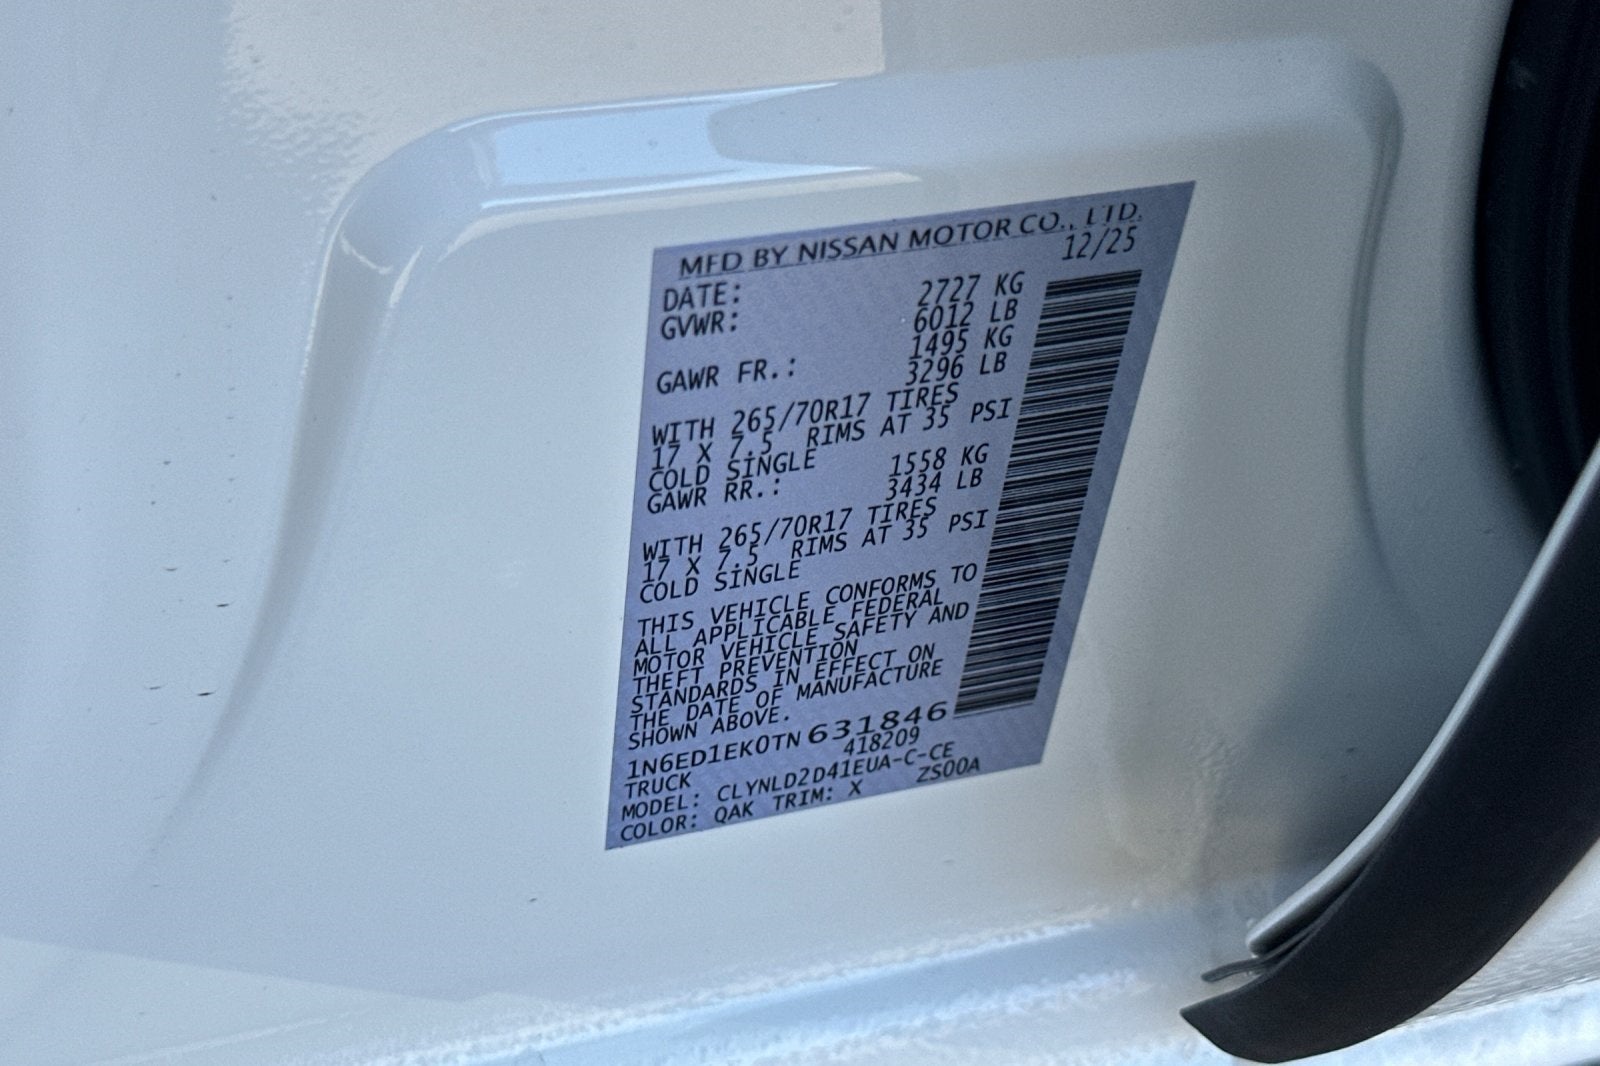 MFD BY NISSAN MOTOR CO., LTD.
DATE: 12/25
GVWR: 2727 KG
6012 LB
GAWR FR.: 1495 KG
3296 LB
WITH 265/70R17 TIRES
17 X 7.5 RIMS AT 35 PSI
COLD SINGLE
GAWR RR.: 1558 KG
3434 LB
WITH 265/70R17 TIRES
17 X 7.5 RIMS AT 35 PSI
COLD SINGLE
THIS VEHICLE CONFORMS TO
ALL APPLICABLE FEDERAL
MOTOR VEHICLE SAFETY AND
THEFT PREVENTION
STANDARDS IN EFFECT ON
THE DATE OF MANUFACTURE
SHOWN ABOVE.
1N6ED1EK0TN631846
TRUCK 418209
MODEL: CLYNLD2D41EUA-C-CE
COLOR: QAK TRIM: X ZS00A